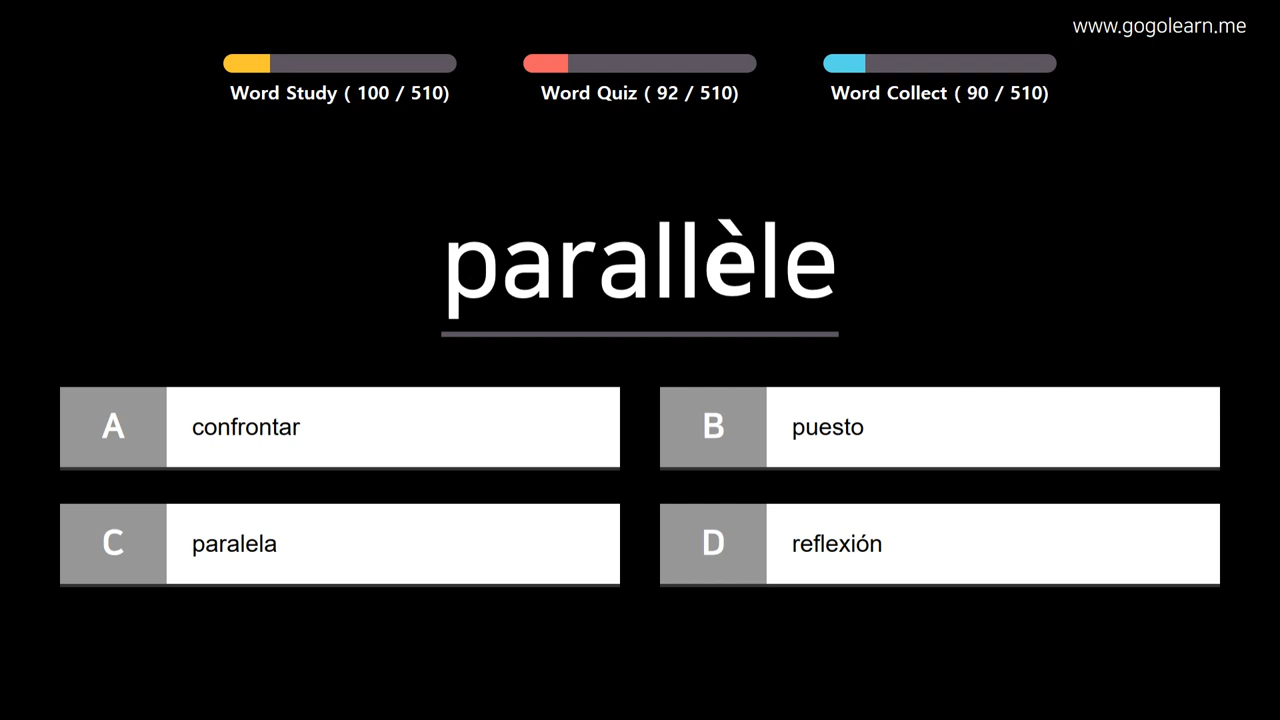 www.gogolearn.me
Word Study ( 100 / 510)
Word Quiz ( 92 / 510)
Word Collect ( 90 / 510)
parallèle
A confrontar
B puesto
C paralela
D reflexión